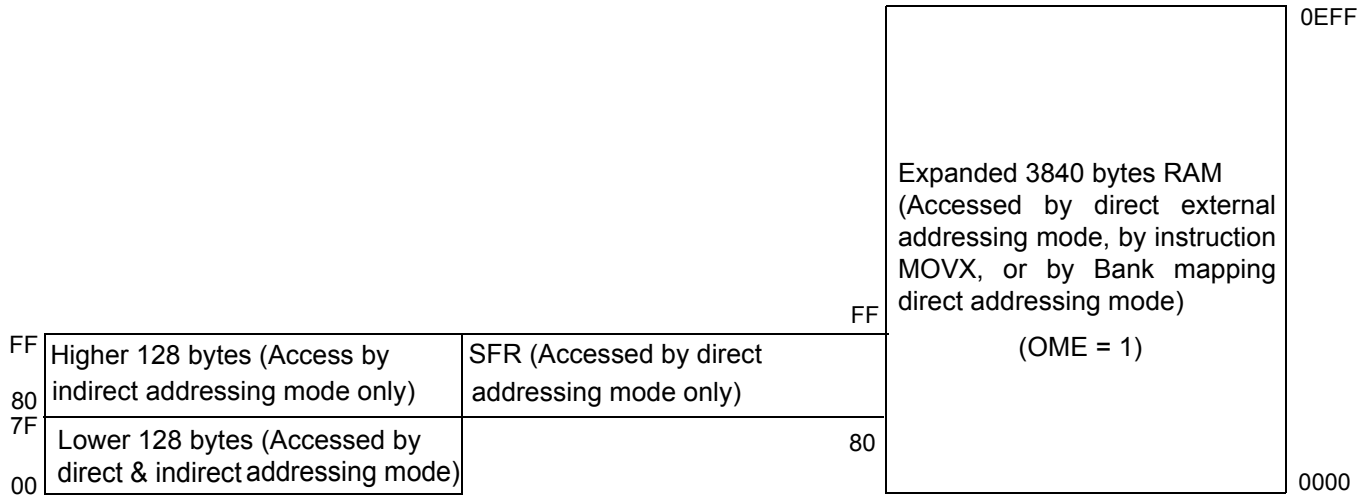 0EFF
Expanded 3840 bytes RAM
(Accessed by direct external
addressing mode, by instruction
MOVX, or by Bank mapping
direct addressing mode)
(OME = 1)
0000
FF
FF
Higher 128 bytes (Access by
indirect addressing mode only)
80
SFR (Accessed by direct
addressing mode only)
80
7F
Lower 128 bytes (Accessed by
direct & indirect addressing mode)
00